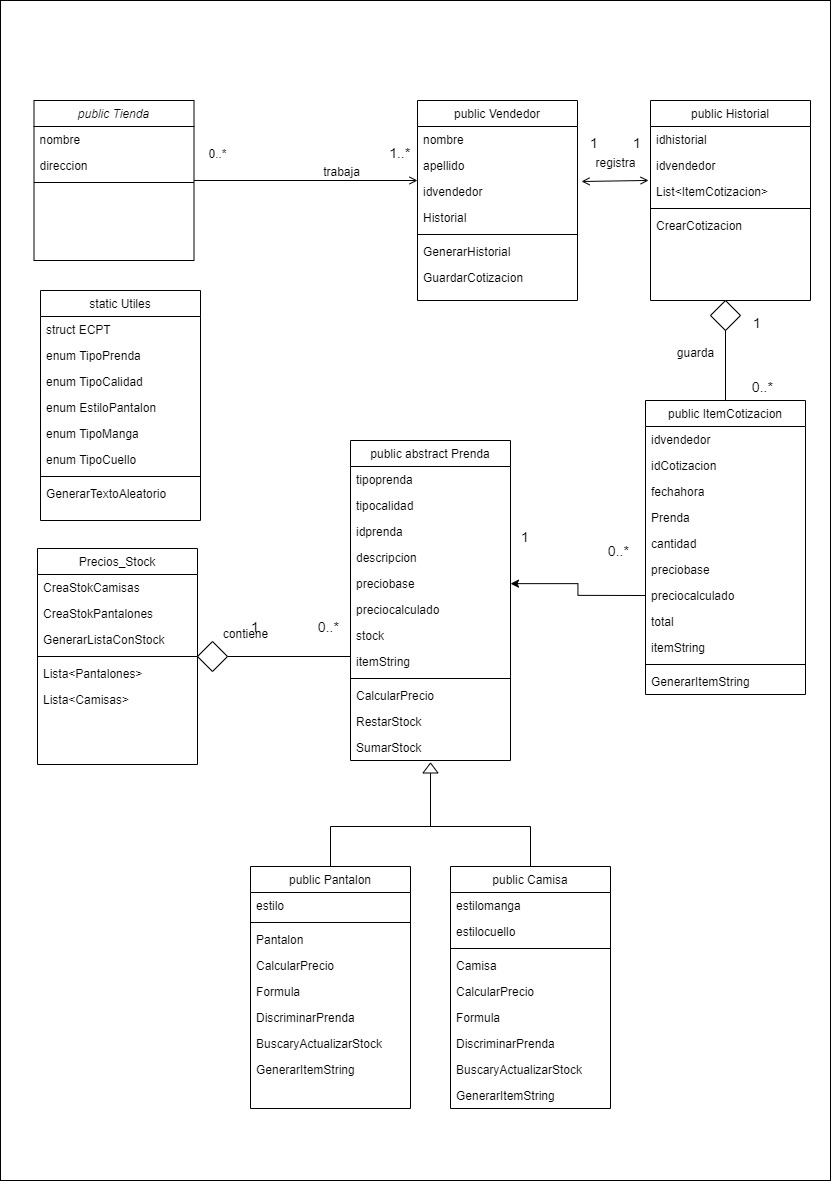 public Tienda
nombre
direccion
0..*
1..*
trabaja
public Vendedor
nombre
apellido
idvendedor
Historial
GenerarHistorial
GuardarCotizacion
1
1
registra
public Historial
idhistorial
idvendedor
List<ItemCotizacion>
CrearCotizacion
1
guarda
0..*
static Utiles
struct ECPT
enum TipoPrenda
enum TipoCalidad
enum EstiloPantalon
enum TipoManga
enum TipoCuello
GenerarTextoAleatorio
public ItemCotizacion
idvendedor
idCotizacion
fechahora
Prenda
cantidad
preciobase
preciocalculado
total
itemString
GenerarItemString
public abstract Prenda
tipoprenda
tipocalidad
idprenda
descripcion
preciobase
preciocalculado
stock
itemString
CalcularPrecio
RestarStock
SumarStock
1
0..*
Precios_Stock
CreaStokCamisas
CreaStokPantalones
GenerarListaConStock
Lista<Pantalones>
Lista<Camisas>
1
contiene
0..*
public Pantalon
estilo
Pantalon
CalcularPrecio
Formula
DiscriminarPrenda
BuscaryActualizarStock
GenerarItemString
public Camisa
estilomanga
estilocuello
Camisa
CalcularPrecio
Formula
DiscriminarPrenda
BuscaryActualizarStock
GenerarItemString